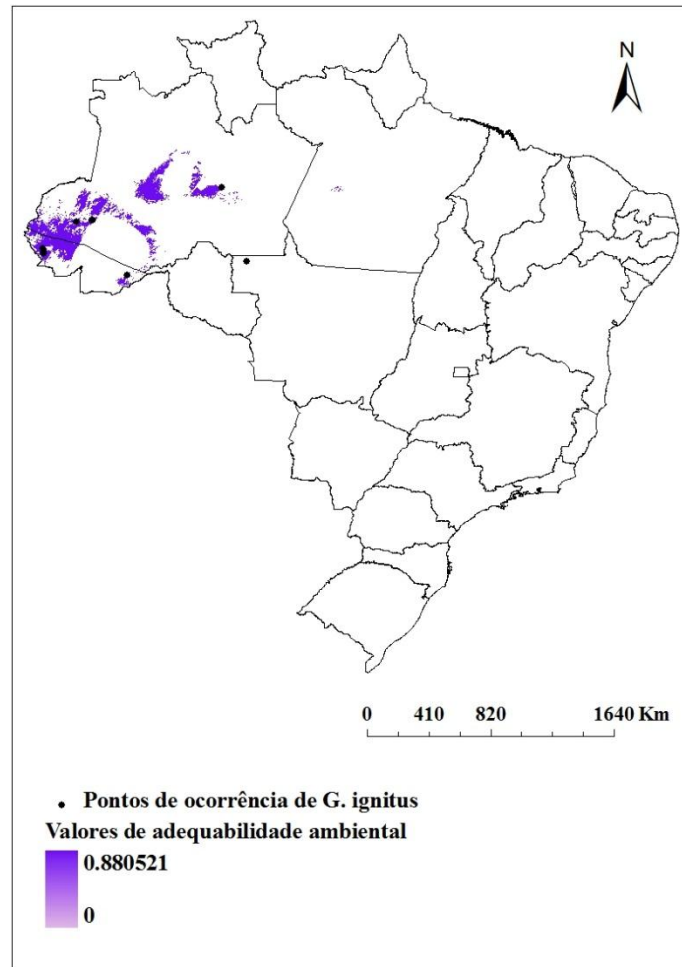 N
0 410 820 1640 Km
Pontos de ocorrência de G. ignitus
Valores de adequabilidade ambiental
0.880521
0